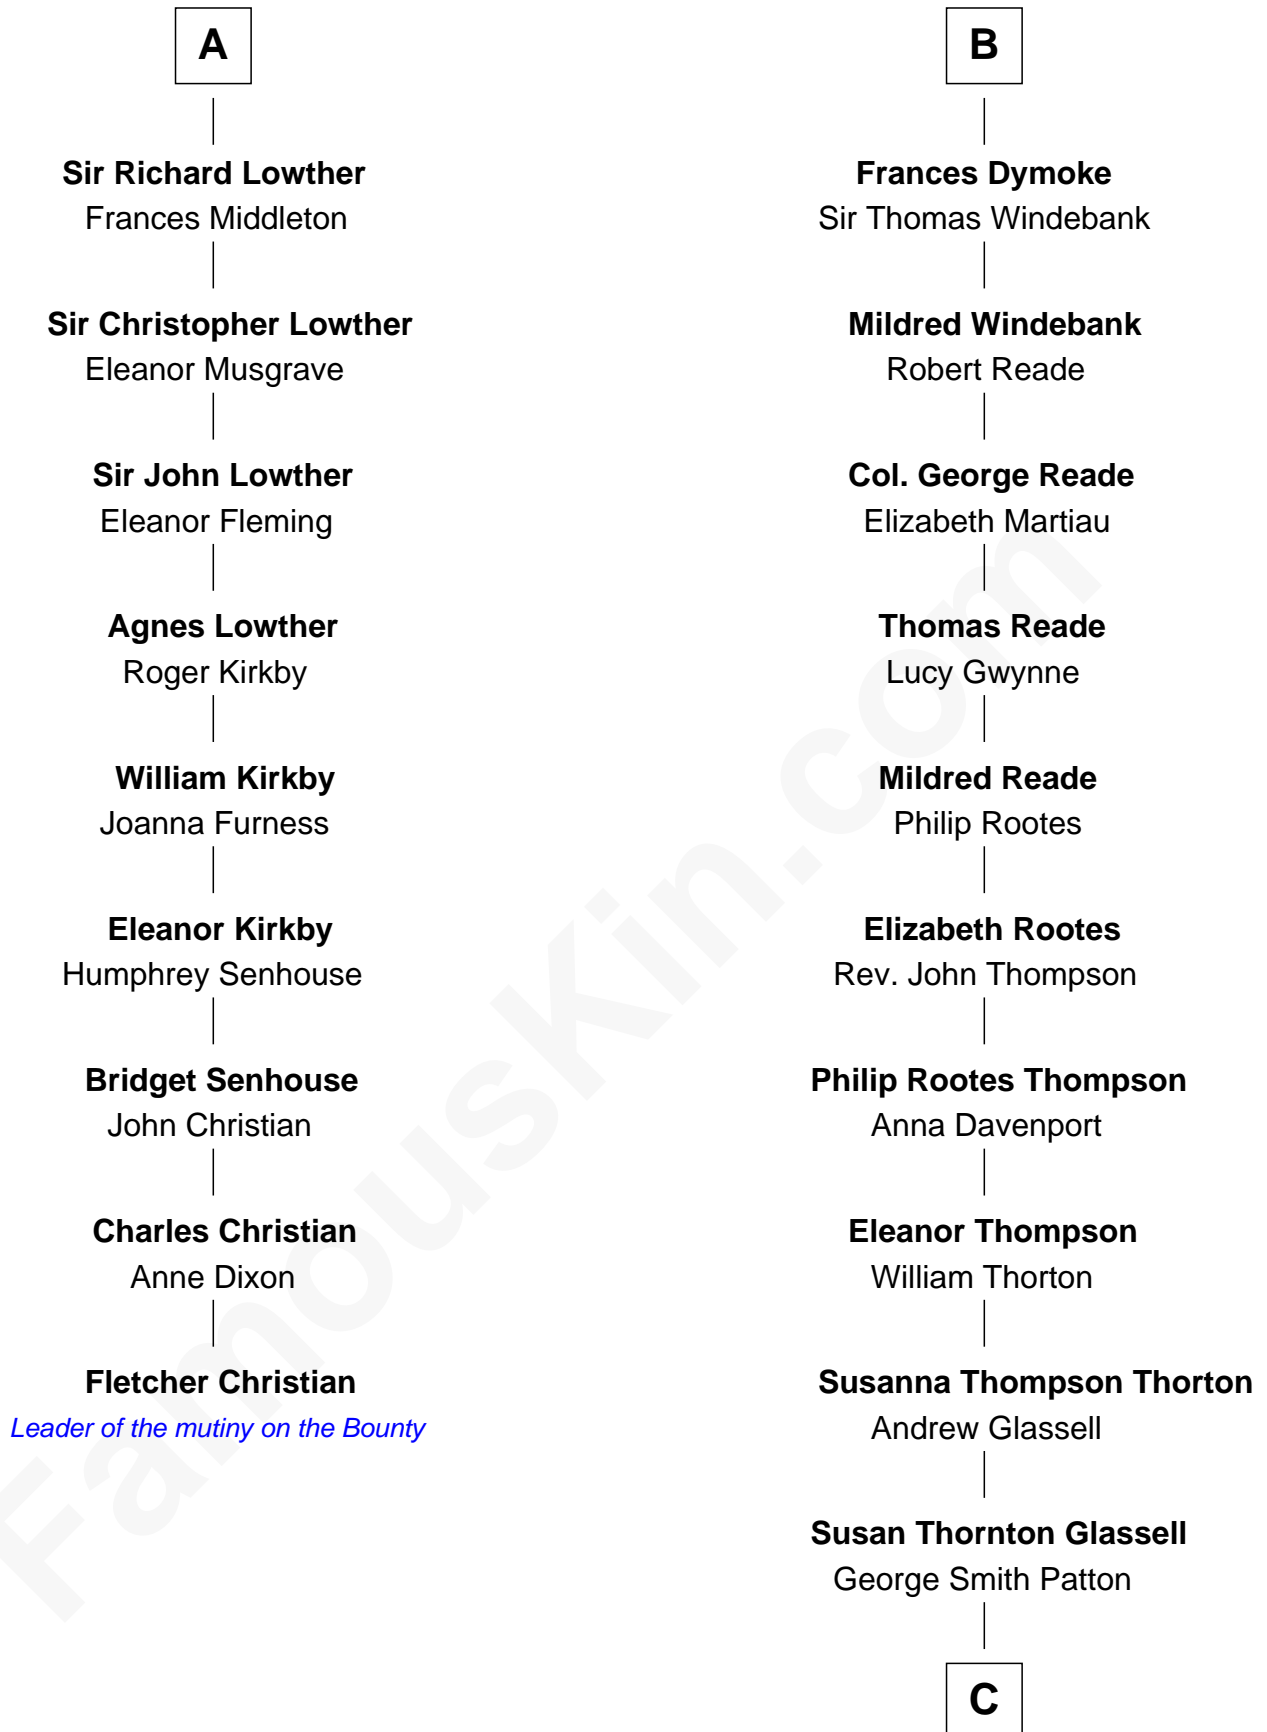 A
Sir Richard Lowther
Frances Middleton
Sir Christopher Lowther
Eleanor Musgrave
Sir John Lowther
Eleanor Fleming
Agnes Lowther
Roger Kirkby
William Kirkby
Joanna Furness
Eleanor Kirkby
Humphrey Senhouse
Bridget Senhouse
John Christian
Charles Christian
Anne Dixon
Fletcher Christian
Leader of the mutiny on the Bounty
B
Frances Dymoke
Sir Thomas Windebank
Mildred Windebank
Robert Reade
Col. George Reade
Elizabeth Martiau
Thomas Reade
Lucy Gwynne
Mildred Reade
Philip Rootes
Elizabeth Rootes
Rev. John Thompson
Philip Rootes Thompson
Anna Davenport
Eleanor Thompson
William Thorton
Susanna Thompson Thorton
Andrew Glassell
Susan Thornton Glassell
George Smith Patton
C
FamousKin.com